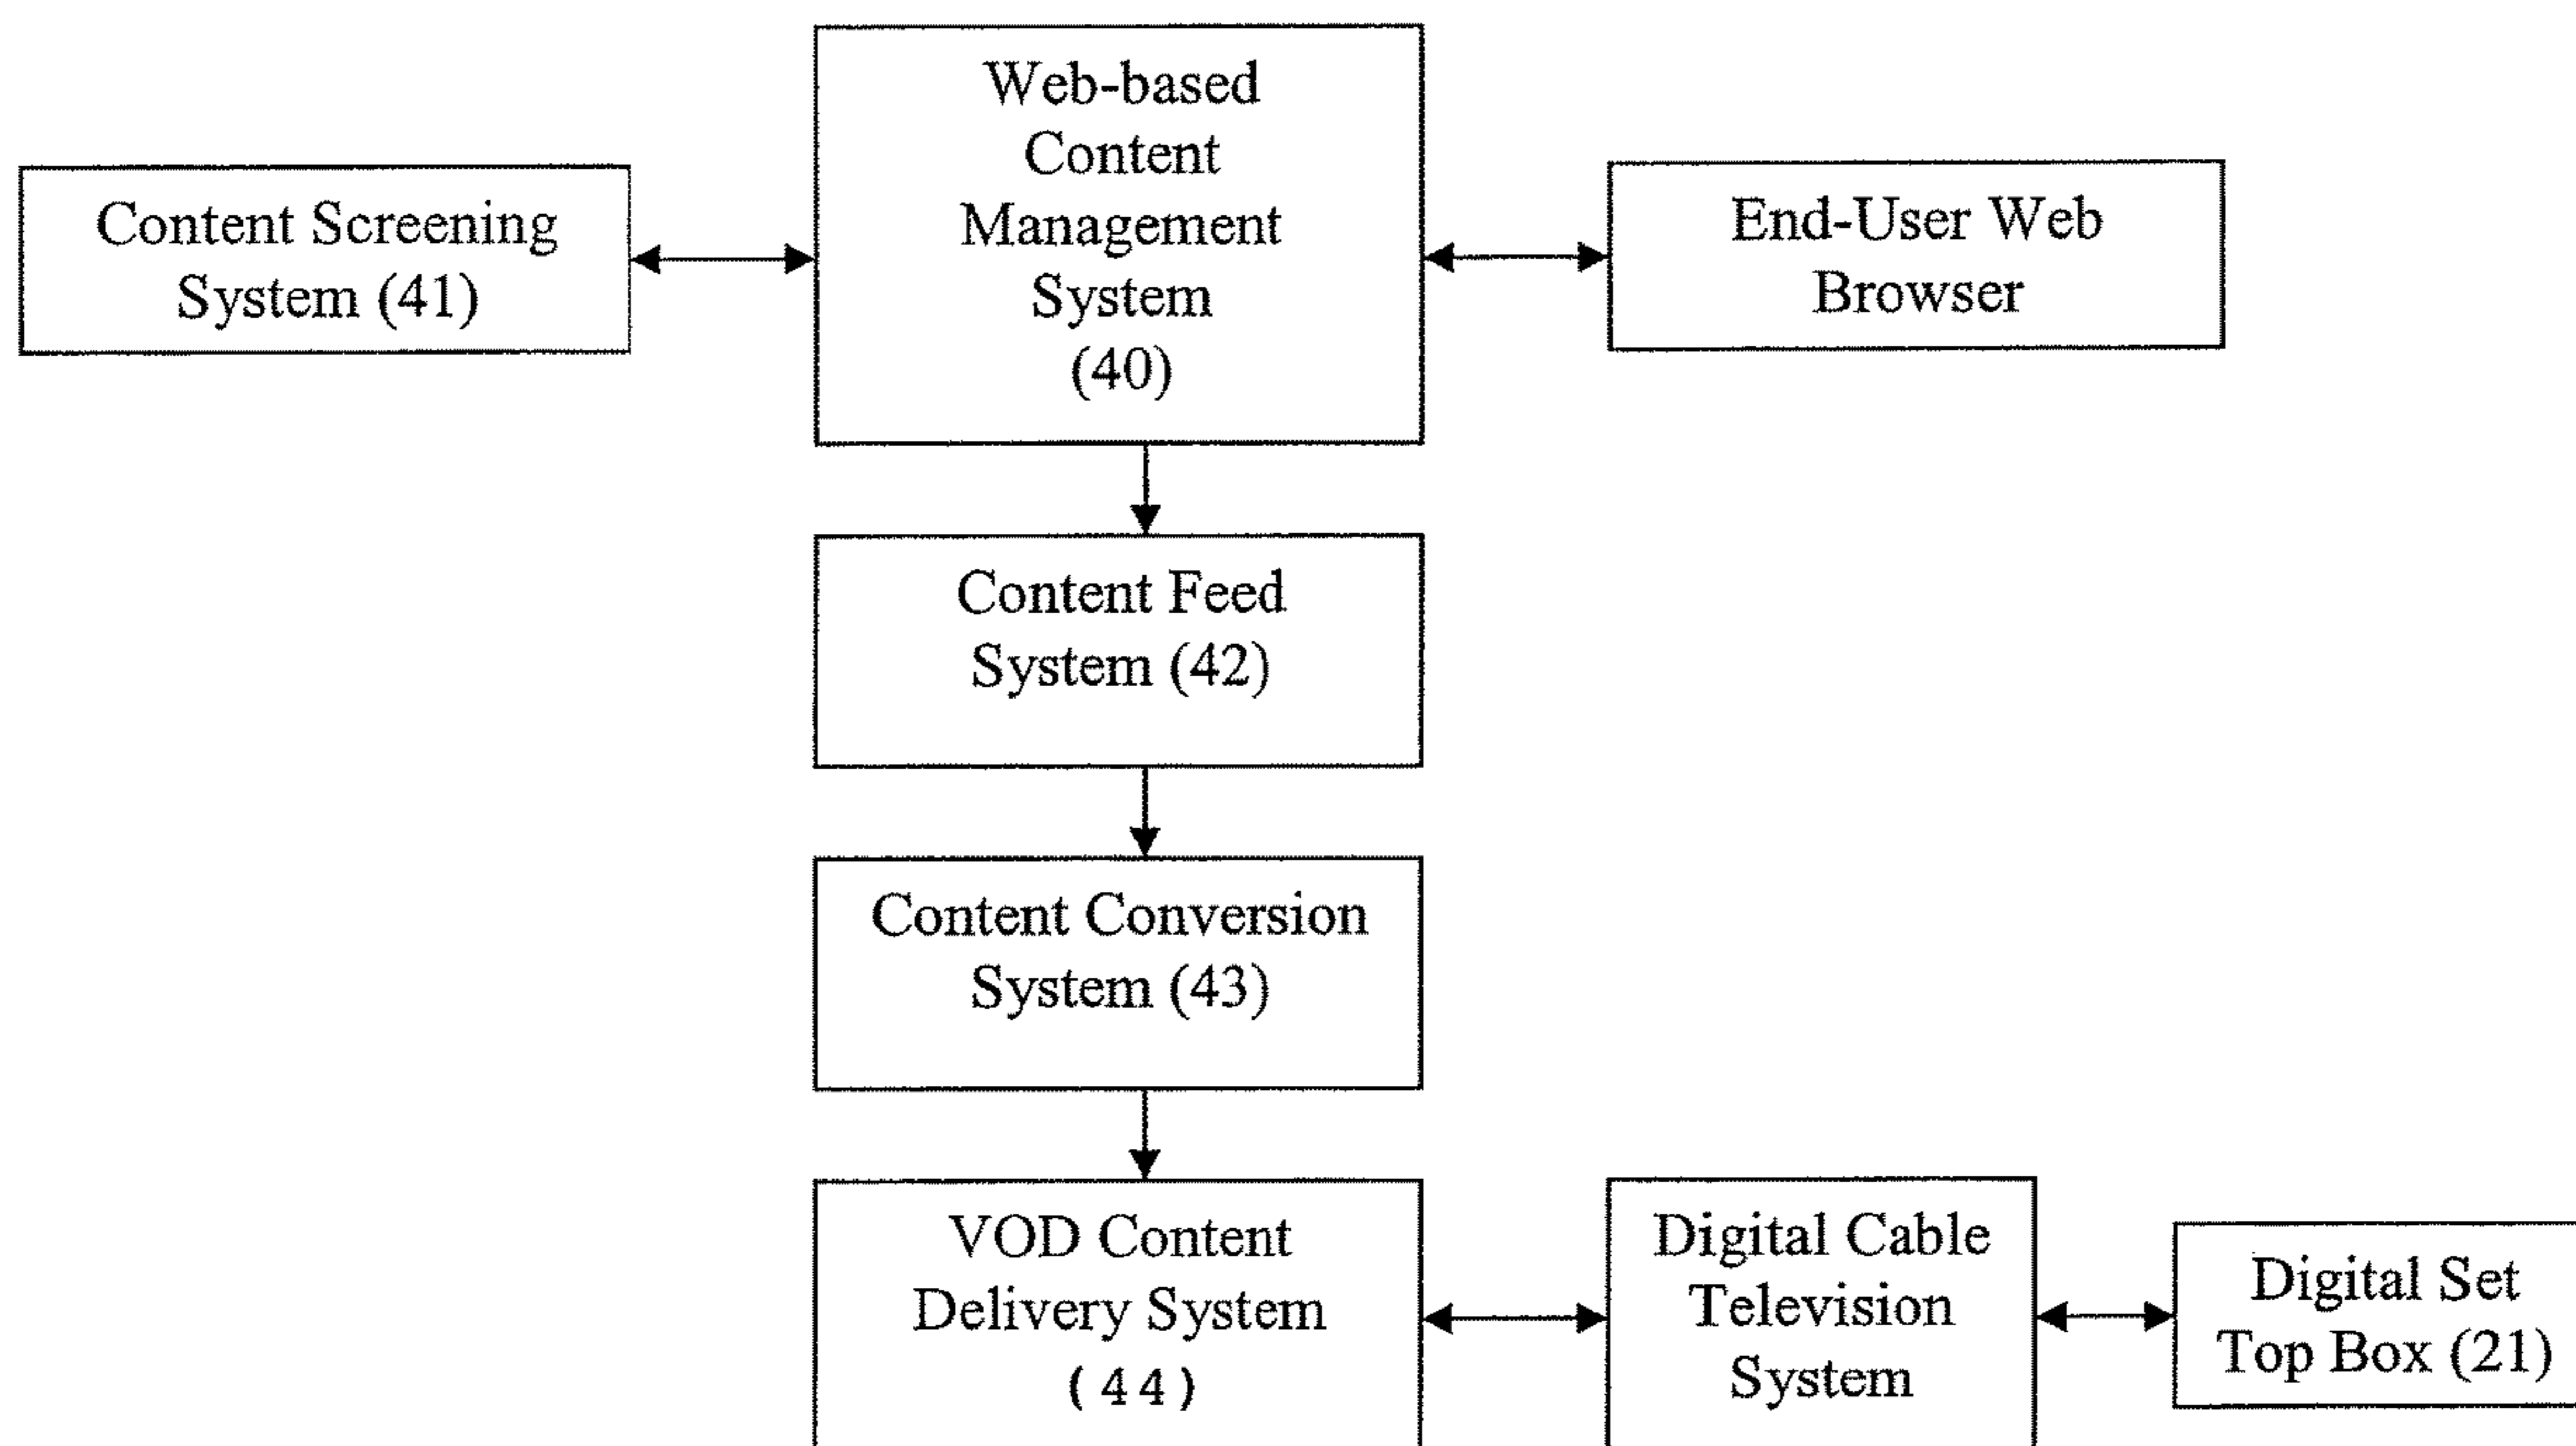 Web-based
Content
Management
System
(40)
Content Screening
System (41)
End-User Web
Browser
Content Feed
System (42)
Content Conversion
System (43)
VOD Content
Delivery System
(44)
Digital Cable
Television
System
Digital Set
Top Box (21)